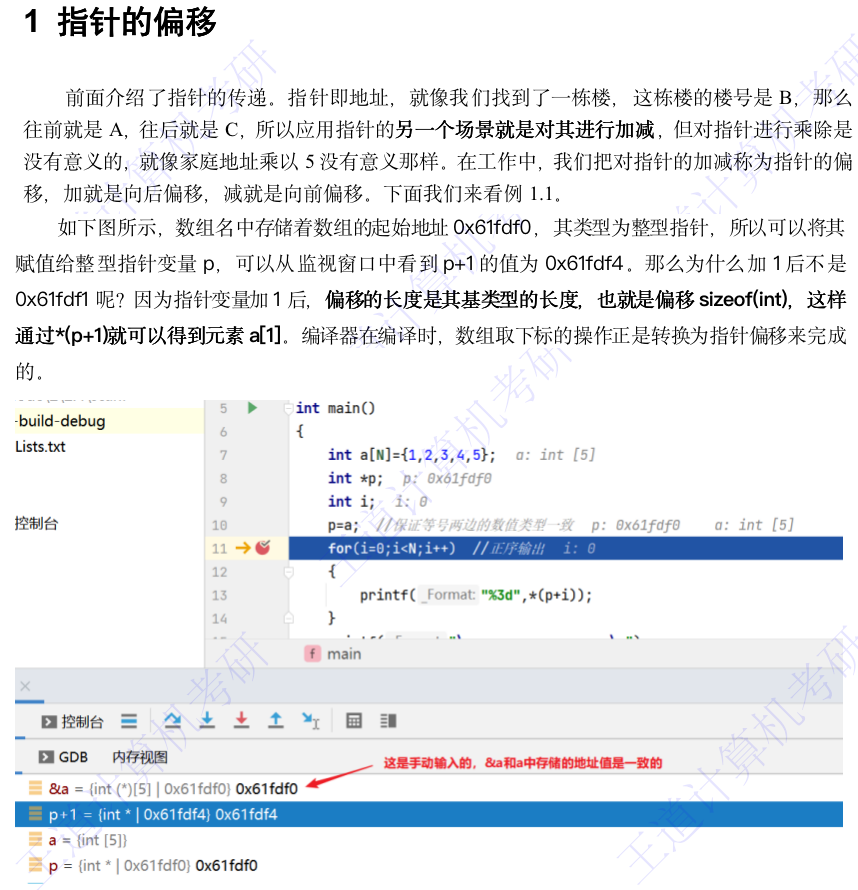 1 指针的偏移
前面介绍了指针的传递。指针即地址，就像我们找到了一栋楼，这栋楼的楼号是 B，那么
往前就是 A，往后就是 C，所以应用指针的另一个场景就是对其进行加减，但对指针进行乘除是
没有意义的，就像家庭地址乘以 5 没有意义那样。在工作中，我们把对指针的加减称为指针的偏
移，加就是向后偏移，减就是向前偏移。下面我们来看例 1.1。
如下图所示，数组名中存储着数组的起始地址 0x61fdf0，其类型为整型指针，所以可以将其
赋值给整型指针变量 p，可以从监视窗口中看到 p+1 的值为 0x61fdf4。那么为什么加 1 后不是
0x61fdf1 呢？因为指针变量加 1 后，偏移的长度是其基类型的长度，也就是偏移 sizeof(int)，这样
通过*(p+1)就可以得到元素 a[1]。编译器在编译时，数组取下标的操作正是转换为指针偏移来完成
的。
-build-debug
Lists.txt
控制台
5 int main()
6 {
7 int a[N]={1,2,3,4,5}; a: int [5]
8 int *p; p: 0x61fdf0
9 int i; i: 0
10 p=a; //保证等号两边的数值类型一致 p: 0x61fdf0 a: int [5]
11 for(i=0;i<N;i++) //正序输出 i: 0
12 {
13 printf( _Format: "%3d",*(p+i));
14 }
f main
控制台
GDB 内存视图
这是手动输入的，&a和a中存储的地址值是一致的
&a = {int (*)[5] | 0x61fdf0} 0x61fdf0
p+1 = {int * | 0x61fdf4} 0x61fdf4
a = {int [5]}
p = {int * | 0x61fdf0} 0x61fdf0
王道计算机考研